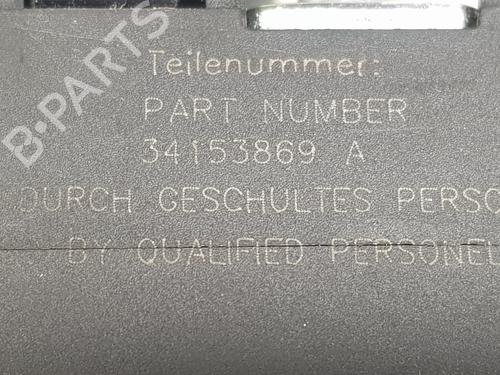 B-PARTS
Teilenummer:
PART NUMBER
34153869 A
DURCH GESCHULTES PERSO
Y BY QUALIFIED PERSONEL